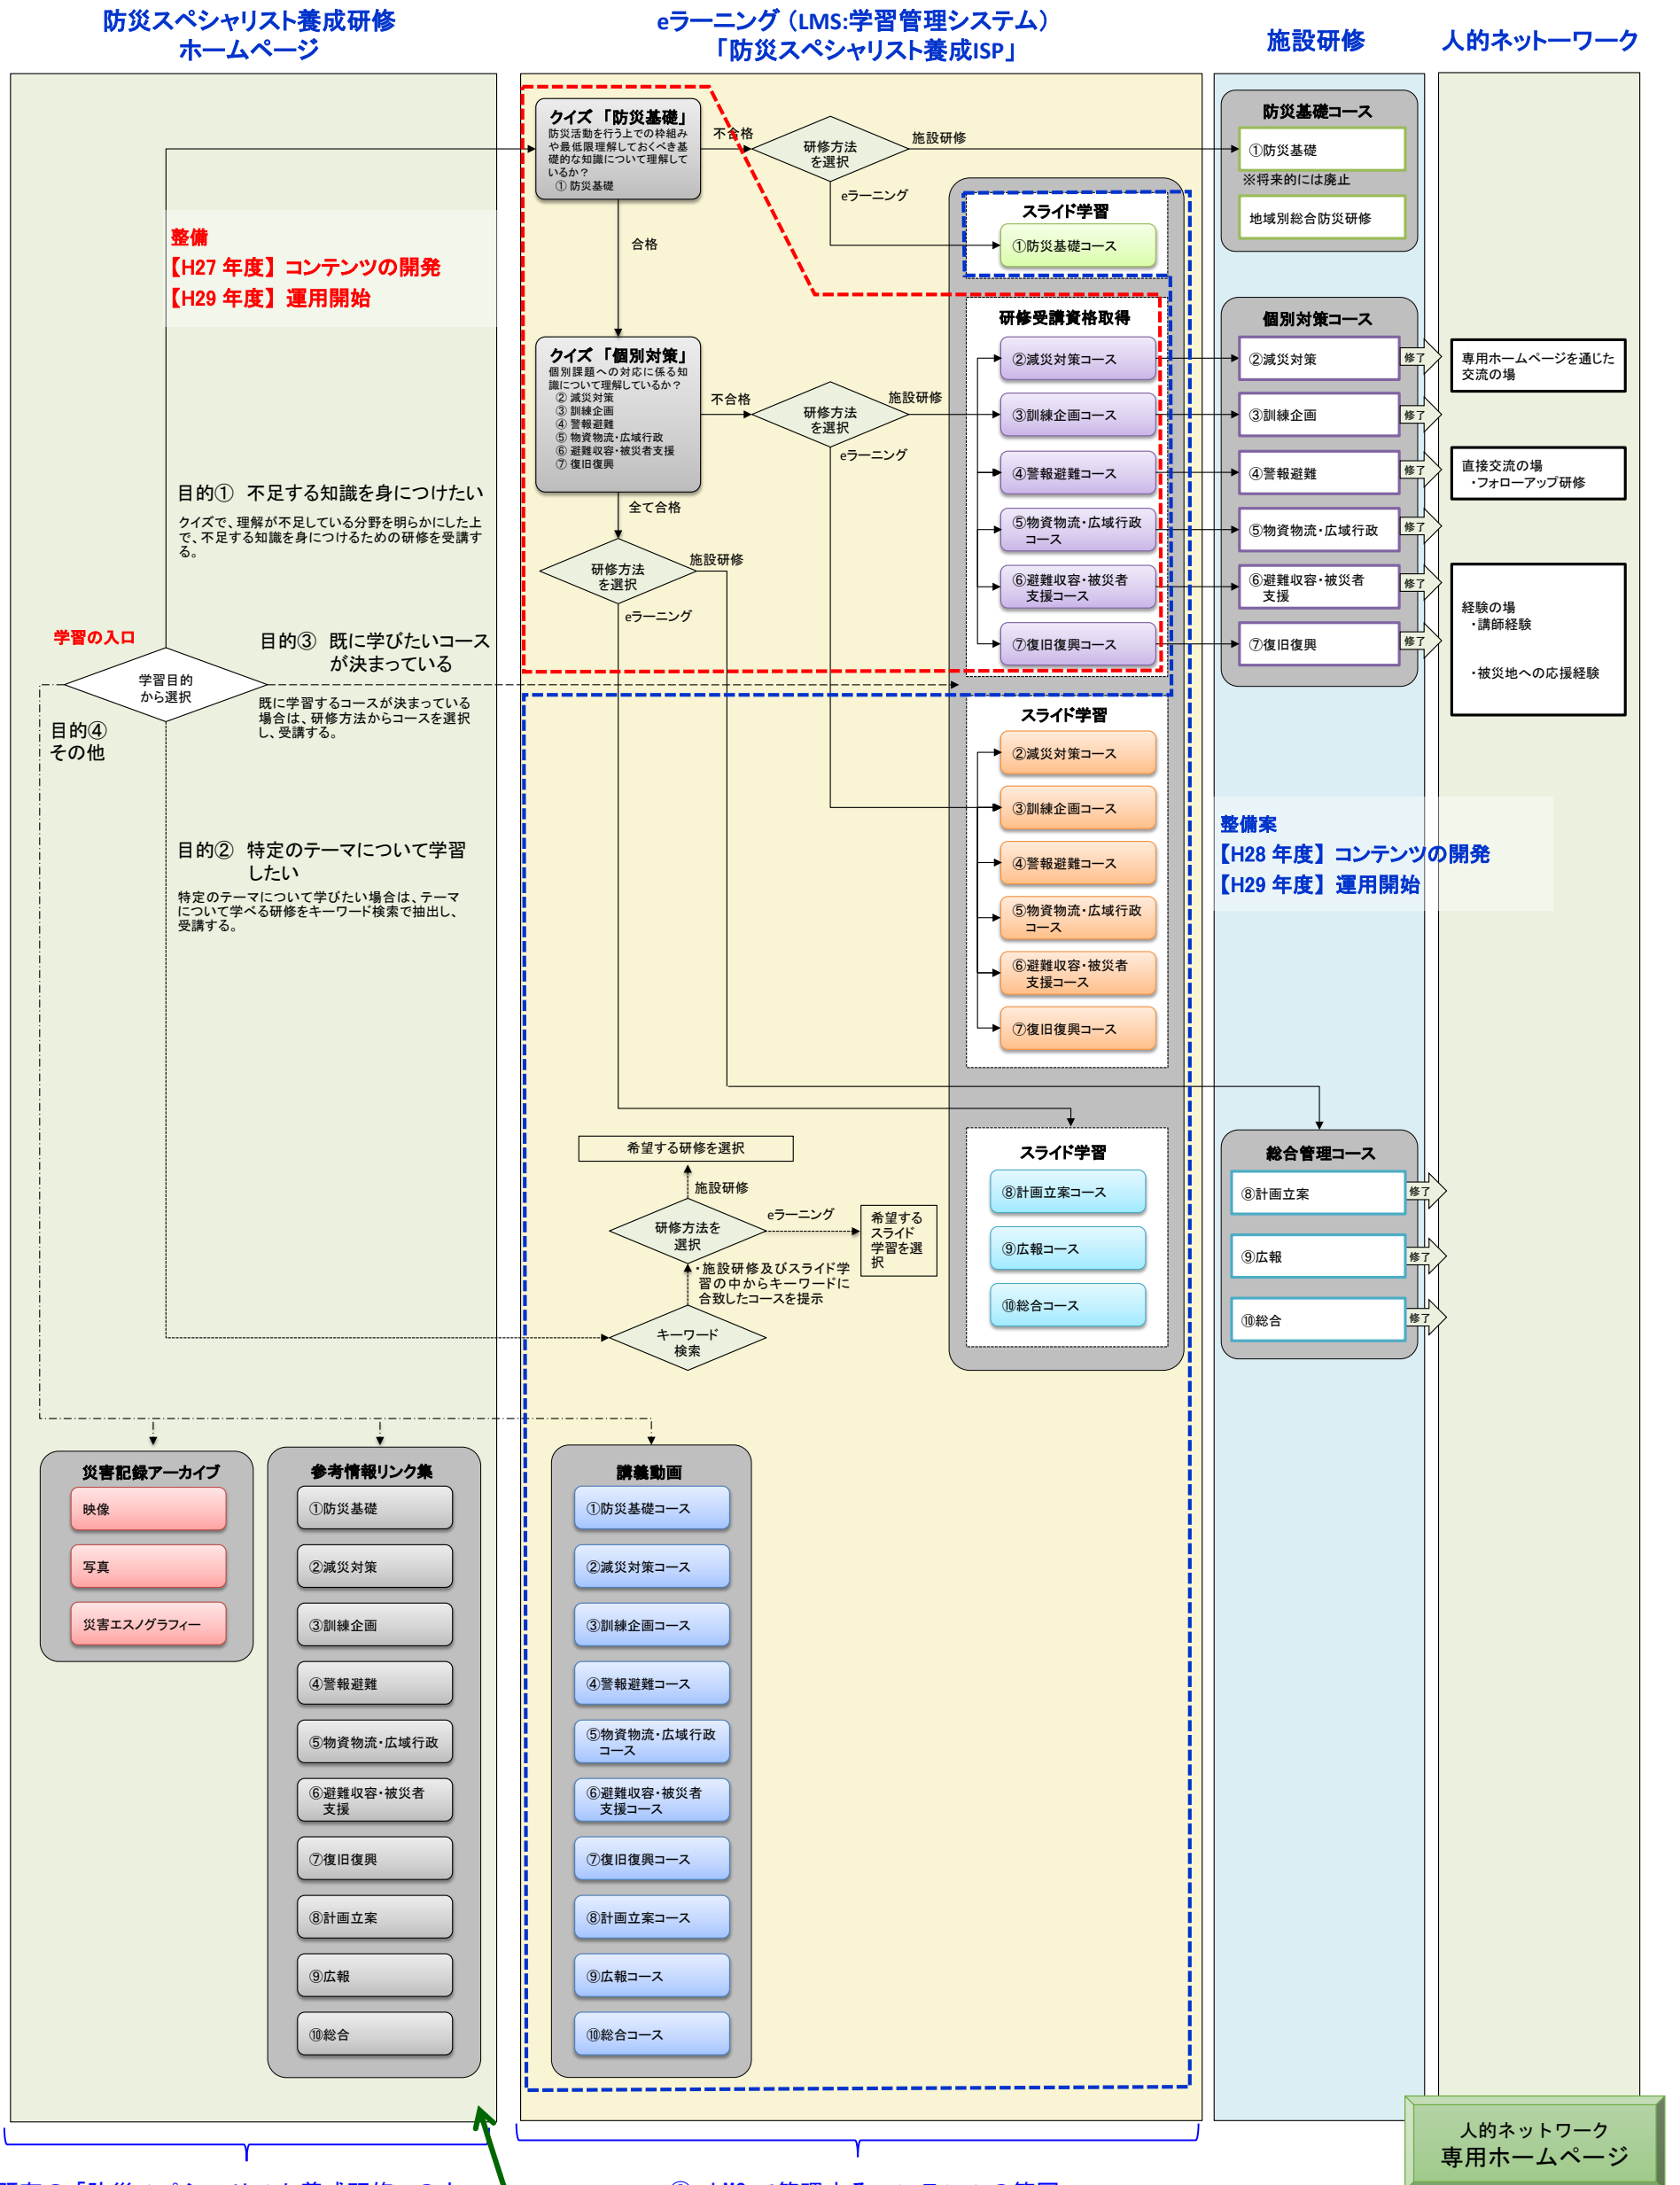 防災スペシャリスト養成研修
ホームページ
eラーニング（LMS:学習管理システム）
「防災スペシャリスト養成ISP」
施設研修
人的ネットーワーク
クイズ 「防災基礎」
防災活動を行う上での枠組み
や最低限理解しておくべき基
礎的な知識について理解して
いるか？
① 防災基礎
不合格
研修方法
を選択
施設研修
eラーニング
合格
スライド学習
①防災基礎コース
防災基礎コース
①防災基礎
※将来的には廃止
地域別総合防災研修
整備
【H27 年度】 コンテンツの開発
【H29 年度】 運用開始
クイズ 「個別対策」
個別課題への対応に係る知
識について理解しているか？
② 減災対策
③ 訓練企画
④ 警報避難
⑤ 物資物流・広域行政
⑥ 避難収容・被災者支援
⑦ 復旧復興
不合格
研修方法
を選択
施設研修
eラーニング
全て合格
研修方法
を選択
施設研修
eラーニング
研修受講資格取得
②減災対策コース
③訓練企画コース
④警報避難コース
⑤物資物流・広域行政
コース
⑥避難収容・被災者
支援コース
⑦復旧復興コース
個別対策コース
②減災対策
修了
③訓練企画
修了
④警報避難
修了
⑤物資物流・広域行政
修了
⑥避難収容・被災者
支援
修了
⑦復旧復興
修了
専用ホームページを通じた
交流の場
直接交流の場
・フォローアップ研修
経験の場
・講師経験
・被災地への応援経験
目的① 不足する知識を身につけたい
クイズで、理解が不足している分野を明らかにした上
で、不足する知識を身につけるための研修を受講す
る。
学習の入口
学習目的
から選択
目的③ 既に学びたいコース
が決まっている
既に学習するコースが決まっている
場合は、研修方法からコースを選択
し、受講する。
目的④
その他
目的② 特定のテーマについて学習
したい
特定のテーマについて学びたい場合は、テーマ
について学べる研修をキーワード検索で抽出し、
受講する。
スライド学習
②減災対策コース
③訓練企画コース
④警報避難コース
⑤物資物流・広域行政
コース
⑥避難収容・被災者
支援コース
⑦復旧復興コース
整備案
【H28 年度】 コンテンツの開発
【H29 年度】 運用開始
希望する研修を選択
施設研修
研修方法を
選択
eラーニング
希望する
スライド
学習を選
択
・施設研修及びスライド学
習の中からキーワードに
合致したコースを提示
キーワード
検索
スライド学習
⑧計画立案コース
⑨広報コース
⑩総合コース
総合管理コース
⑧計画立案
修了
⑨広報
修了
⑩総合
修了
災害記録アーカイブ
映像
写真
災害エスノグラフィー
参考情報リンク集
①防災基礎
②減災対策
③訓練企画
④警報避難
⑤物資物流・広域行政
⑥避難収容・被災者
支援
⑦復旧復興
⑧計画立案
⑨広報
⑩総合
講義動画
①防災基礎コース
②減災対策コース
③訓練企画コース
④警報避難コース
⑤物資物流・広域行政
コース
⑥避難収容・被災者
支援コース
⑦復旧復興コース
⑧計画立案コース
⑨広報コース
⑩総合コース
人的ネットワーク
専用ホームページ